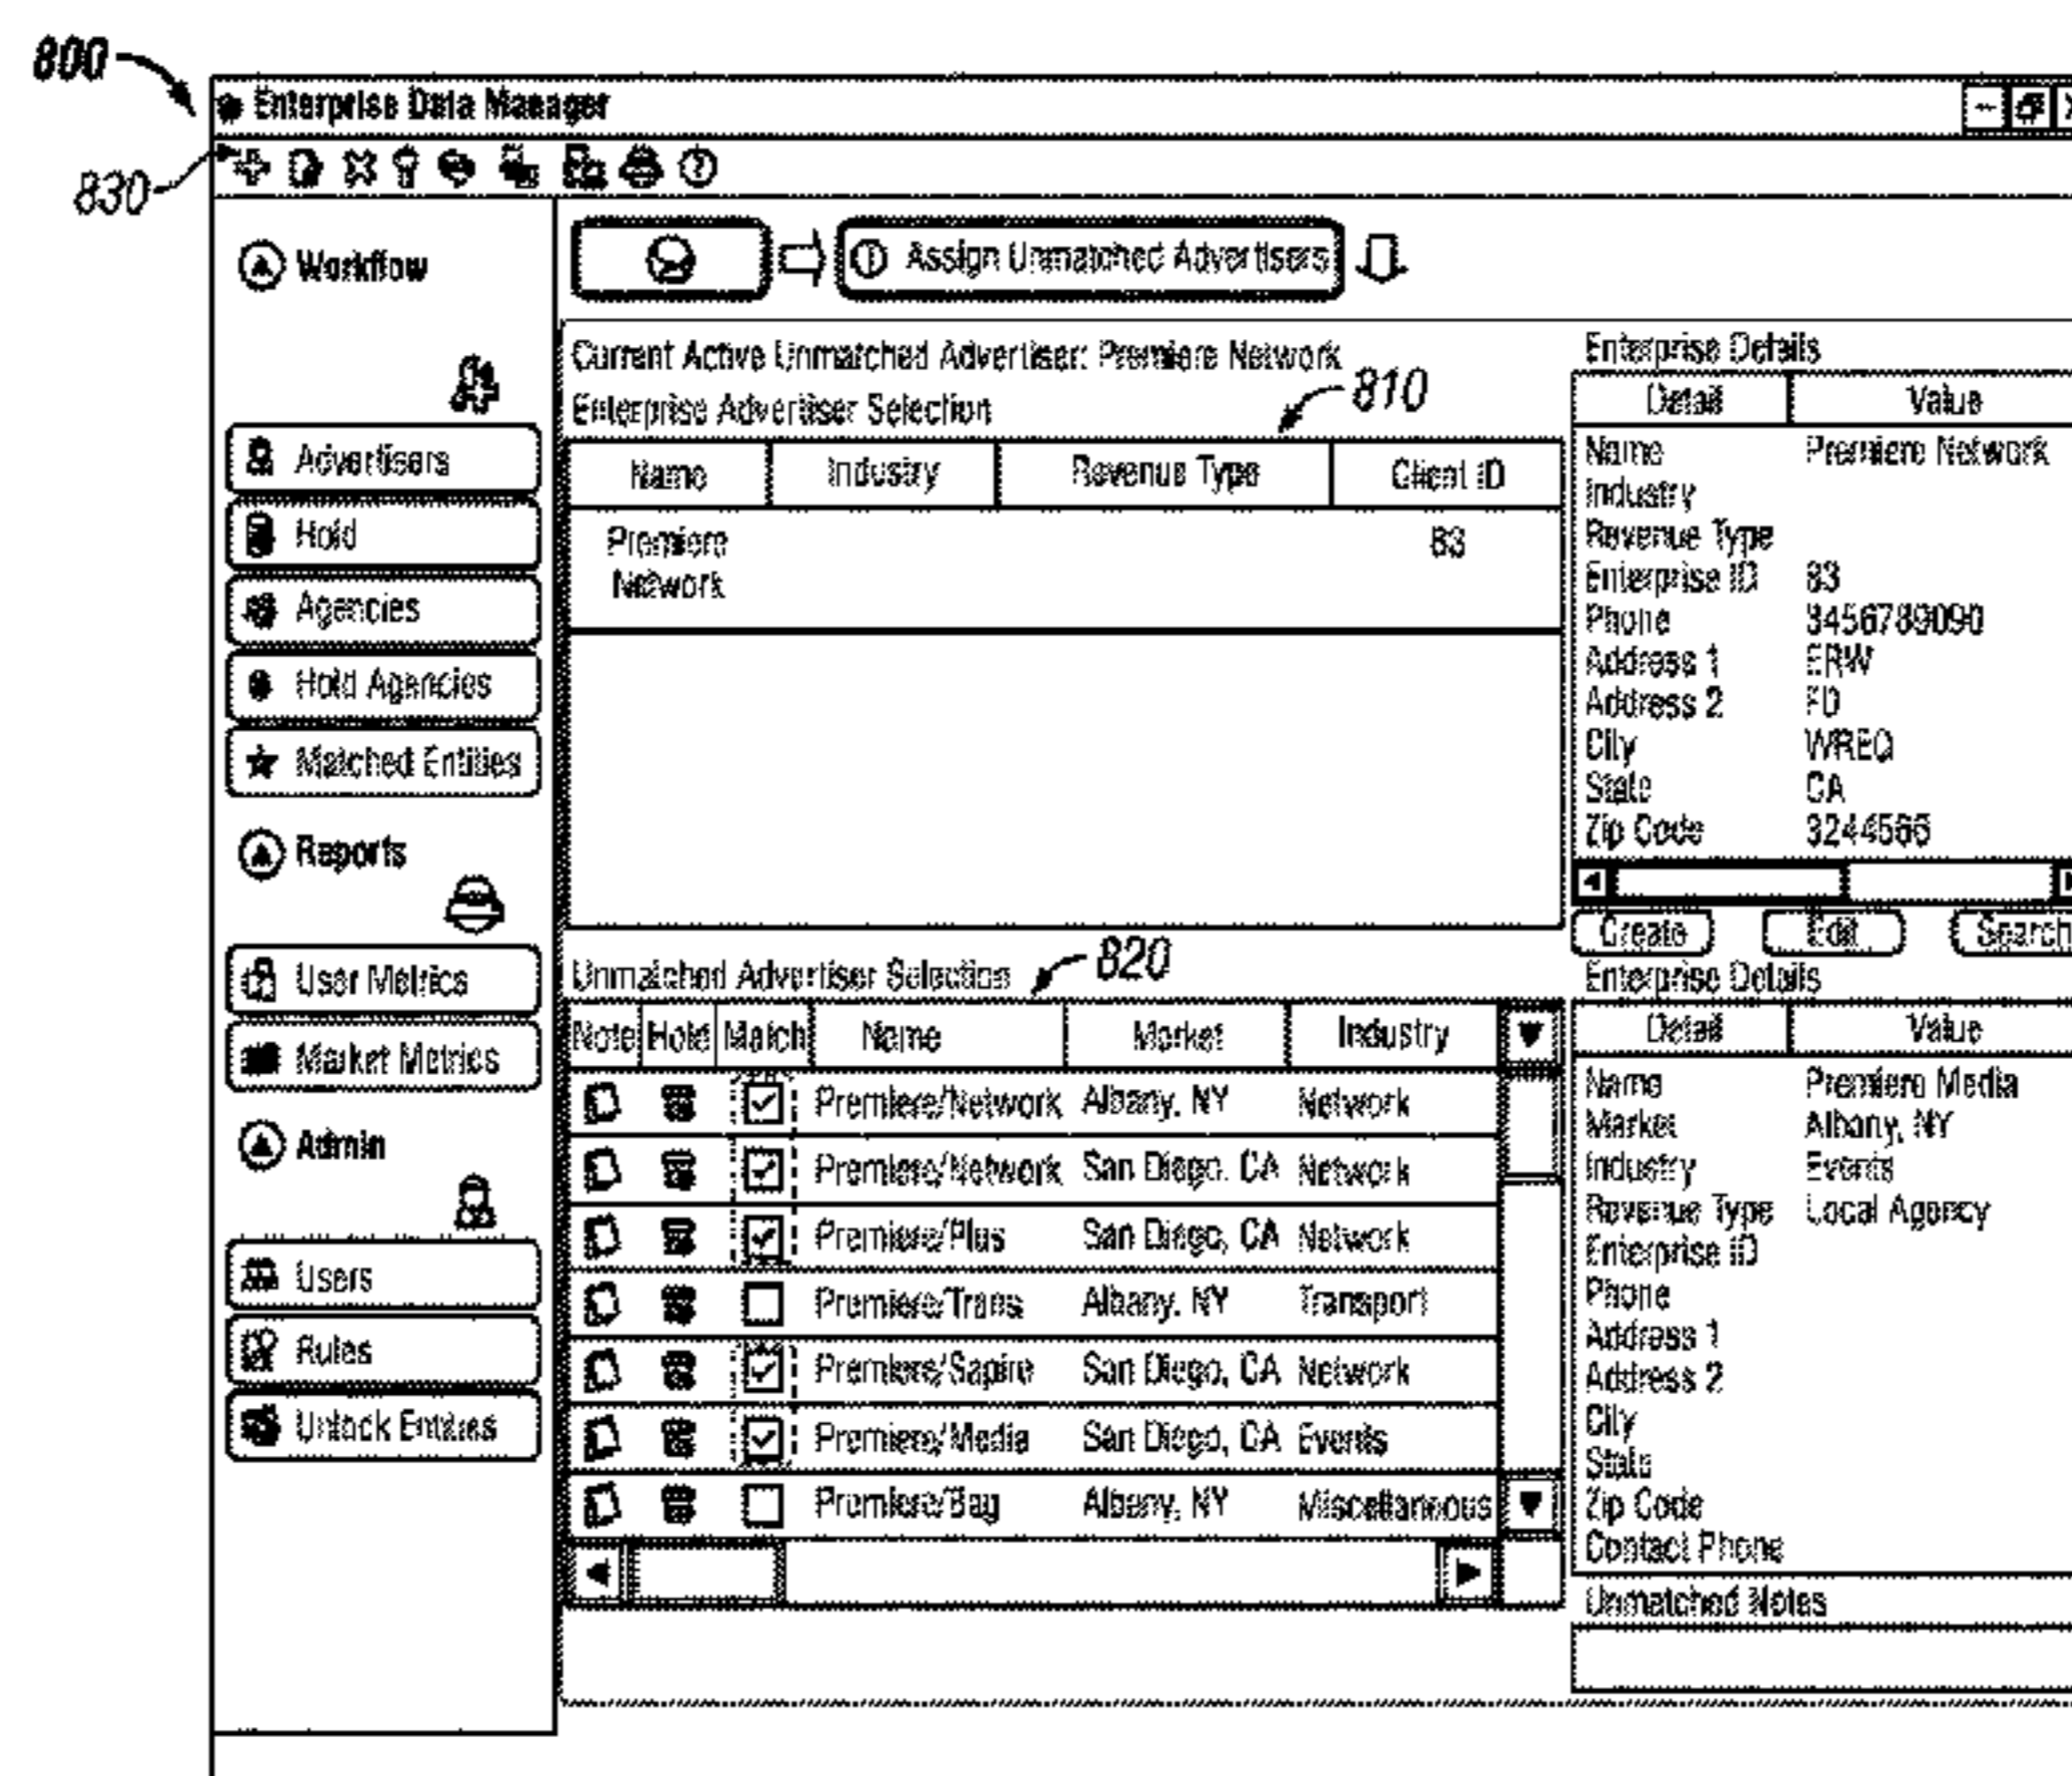 800
Enterprise Data Manager
830
Workflow
Assign Unmatched Advertisers
Current Active Unmatched Advertiser: Premiere Network
Enterprise Advertiser Selection
810
Name Industry Revenue Type Client ID
Premiere
Network
83
Advertisers
Hold
Agencies
Hold Agencies
Matched Entities
Reports
User Metrics
Market Metrics
Admin
Users
Rules
Unlock Entities
Unmatched Advertiser Selection
820
Note Hold Match Name Market Industry
Premiere/Network Albany, NY Network
Premiere/Network San Diego, CA Network
Premiere/Plus San Diego, CA Network
Premiere/Trans Albany, NY Transport
Premiere/Sapire San Diego, CA Network
Premiere/Media San Diego, CA Events
Premiere/Bag Albany, NY Miscellaneous
Enterprise Details
Detail Value
Name Premiere Network
Industry
Revenue Type
Enterprise ID 83
Phone 3456789090
Address 1 ERW
Address 2 FD
City WREQ
State CA
Zip Code 3244566
Create Edit Search
Enterprise Details
Detail Value
Name Premiere Media
Market Albany, NY
Industry Events
Revenue Type Local Agency
Enterprise ID
Phone
Address 1
Address 2
City
State
Zip Code
Contact Phone
Unmatched Notes